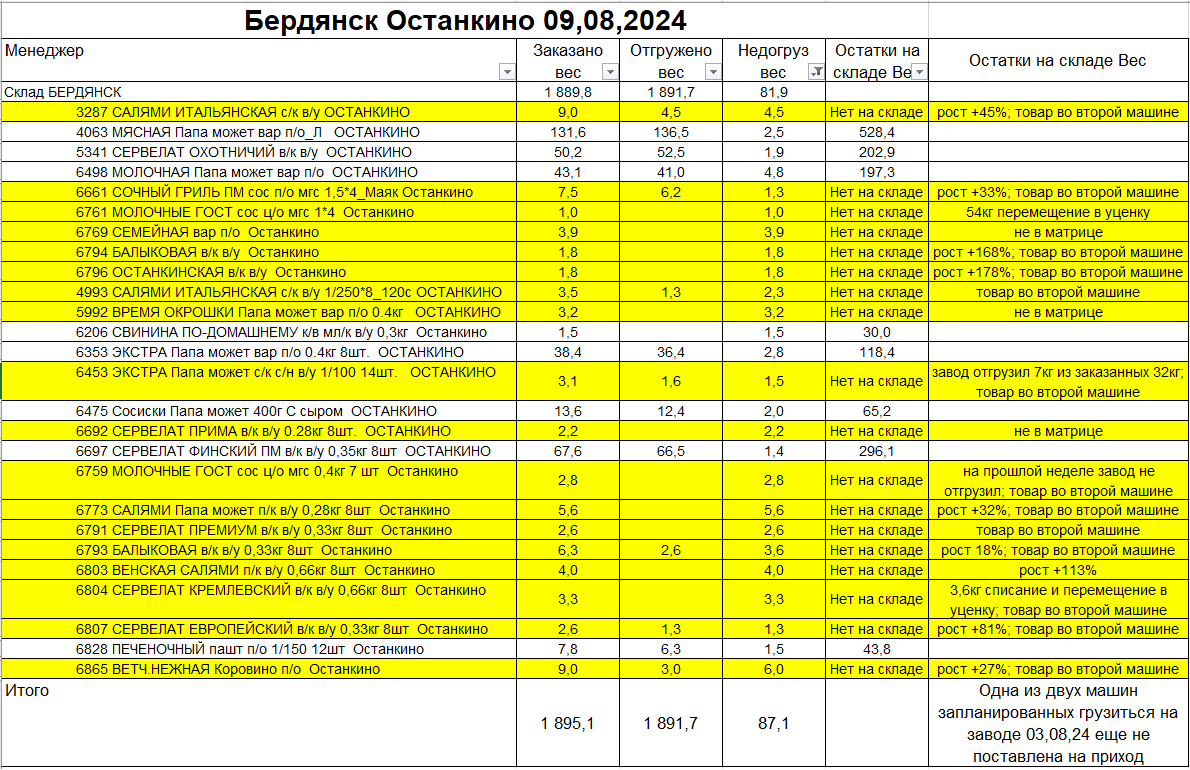 Бердянск Останкино 09,08,2024
Менеджер
Заказано вес
Отгружено вес
Недогруз вес
Остатки на складе Ве
Остатки на складе Вес
Склад БЕРДЯНСК 1 889,8 1 891,7 81,9
3287 САЛЯМИ ИТАЛЬЯНСКАЯ с/к в/у ОСТАНКИНО 9,0 4,5 4,5 Нет на складе рост +45%; товар во второй машине
4063 МЯСНАЯ Папа может вар п/о_Л ОСТАНКИНО 131,6 136,5 2,5 528,4
5341 СЕРВЕЛАТ ОХОТНИЧИЙ в/к в/у ОСТАНКИНО 50,2 52,5 1,9 202,9
6498 МОЛОЧНАЯ Папа может вар п/о ОСТАНКИНО 43,1 41,0 4,8 197,3
6661 СОЧНЫЙ ГРИЛЬ ПМ сос п/о мгс 1,5*4_Маяк Останкино 7,5 6,2 1,3 Нет на складе рост +33%; товар во второй машине
6761 МОЛОЧНЫЕ ГОСТ сос ц/о мгс 1*4 Останкино 1,0 1,0 Нет на складе 54кг перемещение в уценку
6769 СЕМЕЙНАЯ вар п/о Останкино 3,9 3,9 Нет на складе не в матрице
6794 БАЛЫКОВАЯ в/к в/у Останкино 1,8 1,8 Нет на складе рост +168%; товар во второй машине
6796 ОСТАНКИНСКАЯ в/к в/у Останкино 1,8 1,8 Нет на складе рост +178%; товар во второй машине
4993 САЛЯМИ ИТАЛЬЯНСКАЯ с/к в/у 1/250*8_120с ОСТАНКИНО 3,5 1,3 2,3 Нет на складе товар во второй машине
5992 ВРЕМЯ ОКРОШКИ Папа может вар п/о 0.4кг ОСТАНКИНО 3,2 3,2 Нет на складе не в матрице
6206 СВИНИНА ПО-ДОМАШНЕМУ к/в мл/к в/у 0,3кг Останкино 1,5 1,5 30,0
6353 ЭКСТРА Папа может вар п/о 0.4кг 8шт. ОСТАНКИНО 38,4 36,4 2,8 118,4
6453 ЭКСТРА Папа может с/к с/н в/у 1/100 14шт. ОСТАНКИНО 3,1 1,6 1,5 Нет на складе завод отгрузил 7кг из заказанных 32кг;
товар во второй машине
6475 Сосиски Папа может 400г С сыром ОСТАНКИНО 13,6 12,4 2,0 65,2
6692 СЕРВЕЛАТ ПРИМА в/к в/у 0.28кг 8шт. ОСТАНКИНО 2,2 2,2 Нет на складе не в матрице
6697 СЕРВЕЛАТ ФИНСКИЙ ПМ в/к в/у 0,35кг 8шт ОСТАНКИНО 67,6 66,5 1,4 296,1
6759 МОЛОЧНЫЕ ГОСТ сос ц/о мгс 0,4кг 7 шт Останкино 2,8 2,8 Нет на складе на прошлой неделе завод не
отгрузил; товар во второй машине
6773 САЛЯМИ Папа может п/к в/у 0,28кг 8шт Останкино 5,6 5,6 Нет на складе рост +32%; товар во второй машине
6791 СЕРВЕЛАТ ПРЕМИУМ в/к в/у 0,33кг 8шт Останкино 2,6 2,6 Нет на складе товар во второй машине
6793 БАЛЫКОВАЯ в/к в/у 0,33кг 8шт Останкино 6,3 2,6 3,6 Нет на складе рост 18%; товар во второй машине
6803 ВЕНСКАЯ САЛЯМИ п/к в/у 0,66кг 8шт Останкино 4,0 4,0 Нет на складе рост +113%
6804 СЕРВЕЛАТ КРЕМЛЕВСКИЙ в/к в/у 0,66кг 8шт Останкино 3,3 3,3 Нет на складе 3,6кг списание и перемещение в
уценку; товар во второй машине
6807 СЕРВЕЛАТ ЕВРОПЕЙСКИЙ в/к в/у 0,33кг 8шт Останкино 2,6 1,3 1,3 Нет на складе рост +81%; товар во второй машине
6828 ПЕЧЕНОЧНЫЙ пашт п/о 1/150 12шт Останкино 7,8 6,3 1,5 43,8
6865 ВЕТЧ.НЕЖНАЯ Коровино п/о Останкино 9,0 3,0 6,0 Нет на складе рост +27%; товар во второй машине
Итого 1 895,1 1 891,7 87,1
Одна из двух машин
запланированных грузиться на
заводе 03,08,24 еще не
поставлена на приход